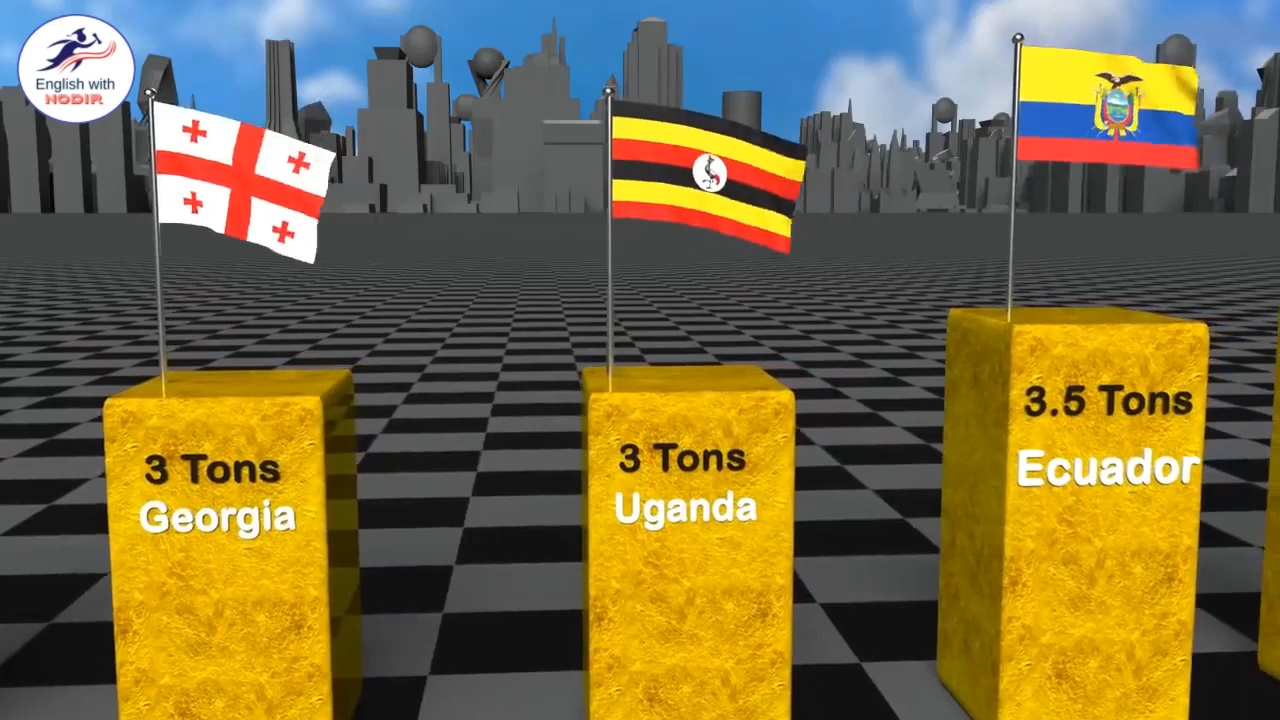 English with
NODIR
3 Tons
Georgia
3 Tons
Uganda
3.5 Tons
Ecuador